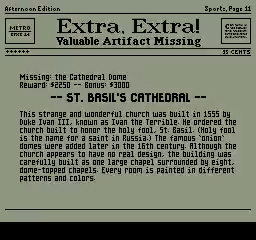 Afternoon Edition Sports, Page 11
METRO
Extra, Extra!
Valuable Artifact Missing
35 CENTS
Missing: the Cathedral Dome
Reward: $2250 -- Bonus: $3000
-- ST. BASIL'S CATHEDRAL --
This strange and wonderful church was built in 1555 by
Duke Ivan III, known as Ivan the Terrible. He ordered the
church built to honor the holy fool, St. Basil. (Holy fool
is the name for a saint in Russia.) The famous 'onion'
domes were added later in the 16th century. Although the
church appears to have no real design, the building was
carefully built as one large chapel surrounded by eight,
dome-topped chapels. Every room is painted in different
patterns and colors.